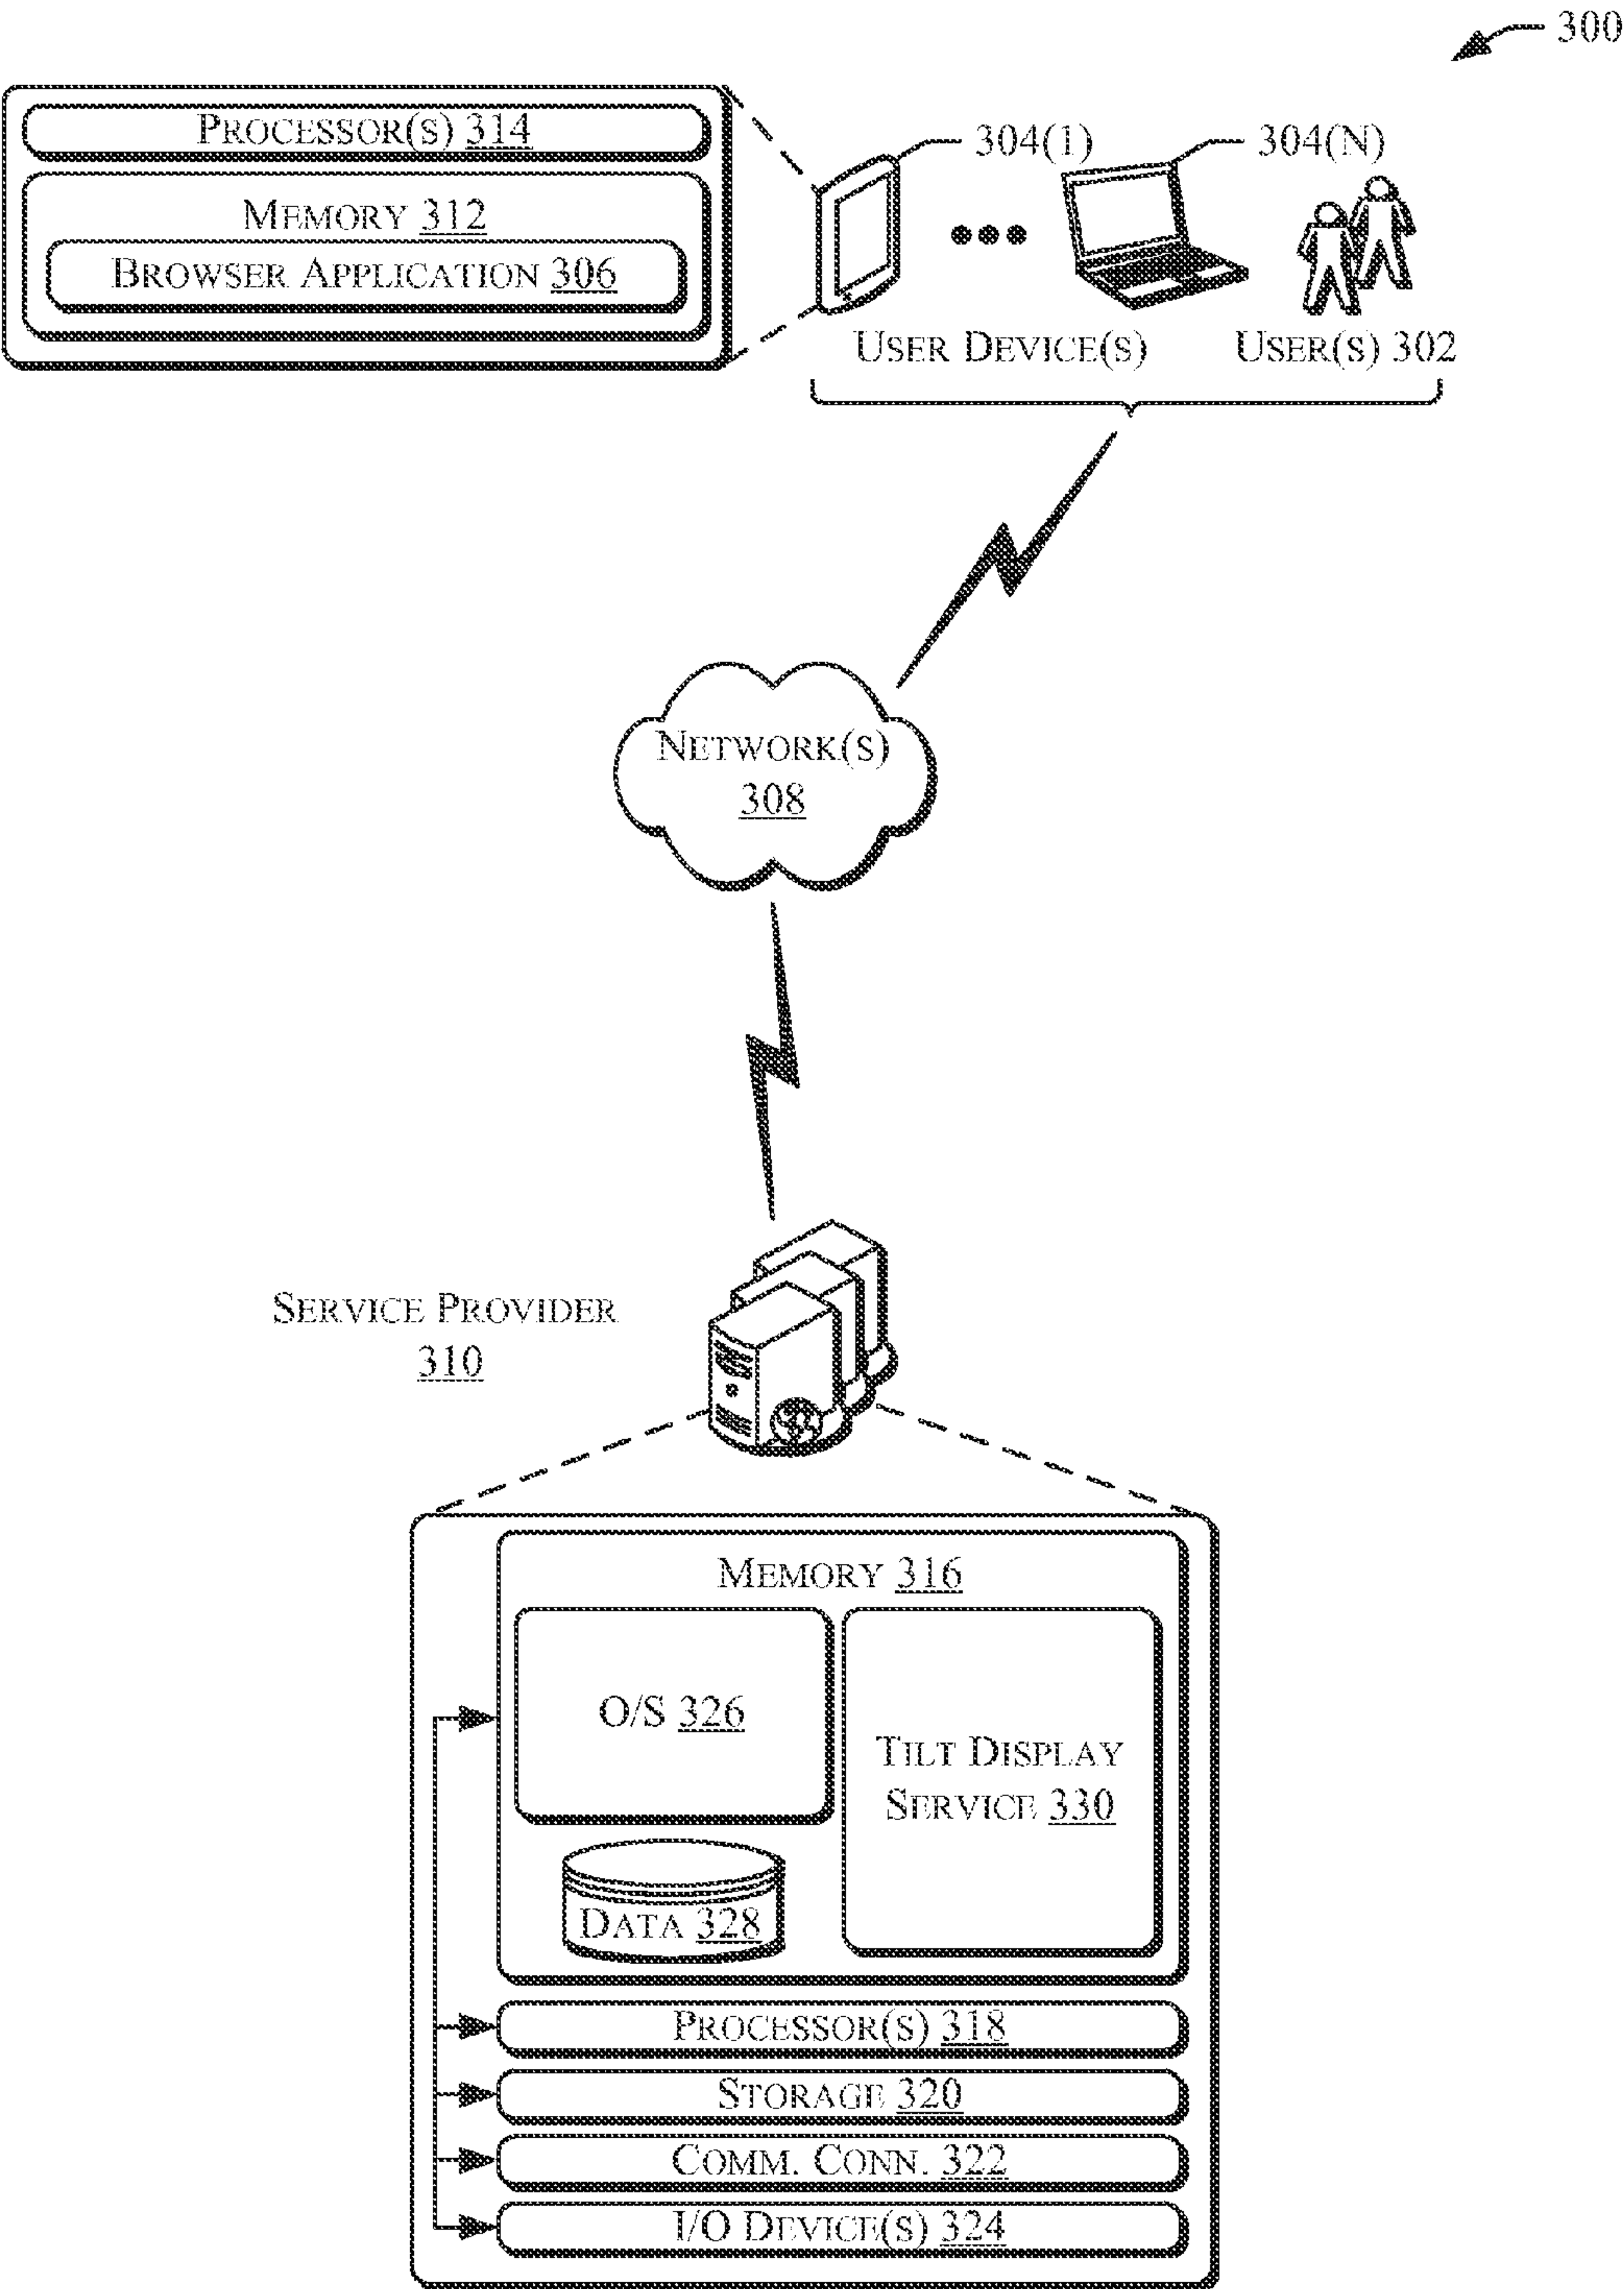 300
PROCESSOR(S) 314
MEMORY 312
BROWSER APPLICATION 306
304(1)
304(N)
USER DEVICE(S)
USER(S) 302
NETWORK(S)
308
SERVICE PROVIDER
310
MEMORY 316
O/S 326
TILT DISPLAY
SERVICE 330
DATA 328
PROCESSOR(S) 318
STORAGE 320
COMM. CONN. 322
I/O DEVICE(S) 324